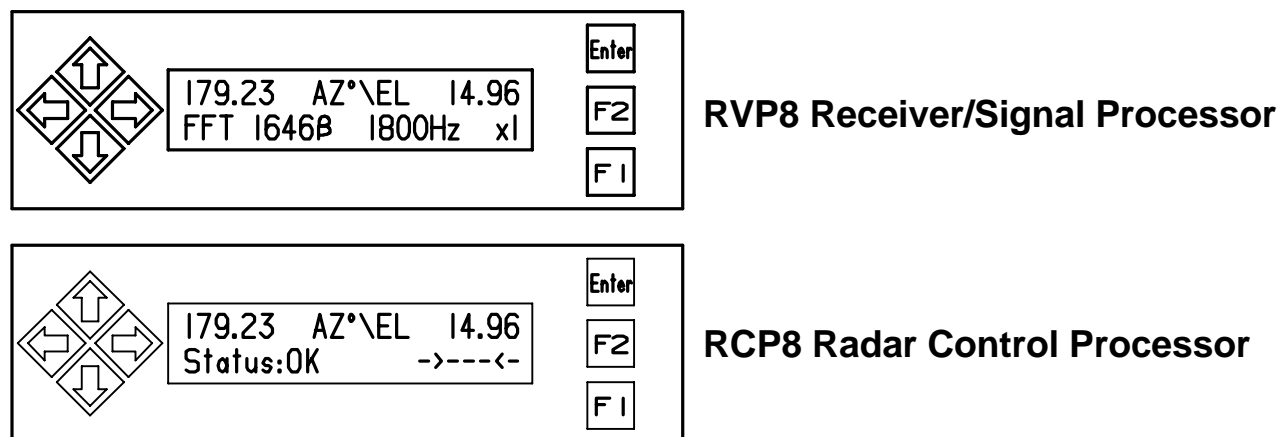 179.23 AZ°\EL 14.96
FFT 1646β 1800Hz x1
Enter
F2
F1
RVP8 Receiver/Signal Processor
179.23 AZ°\EL 14.96
Status:OK ->---<-
Enter
F2
F1
RCP8 Radar Control Processor